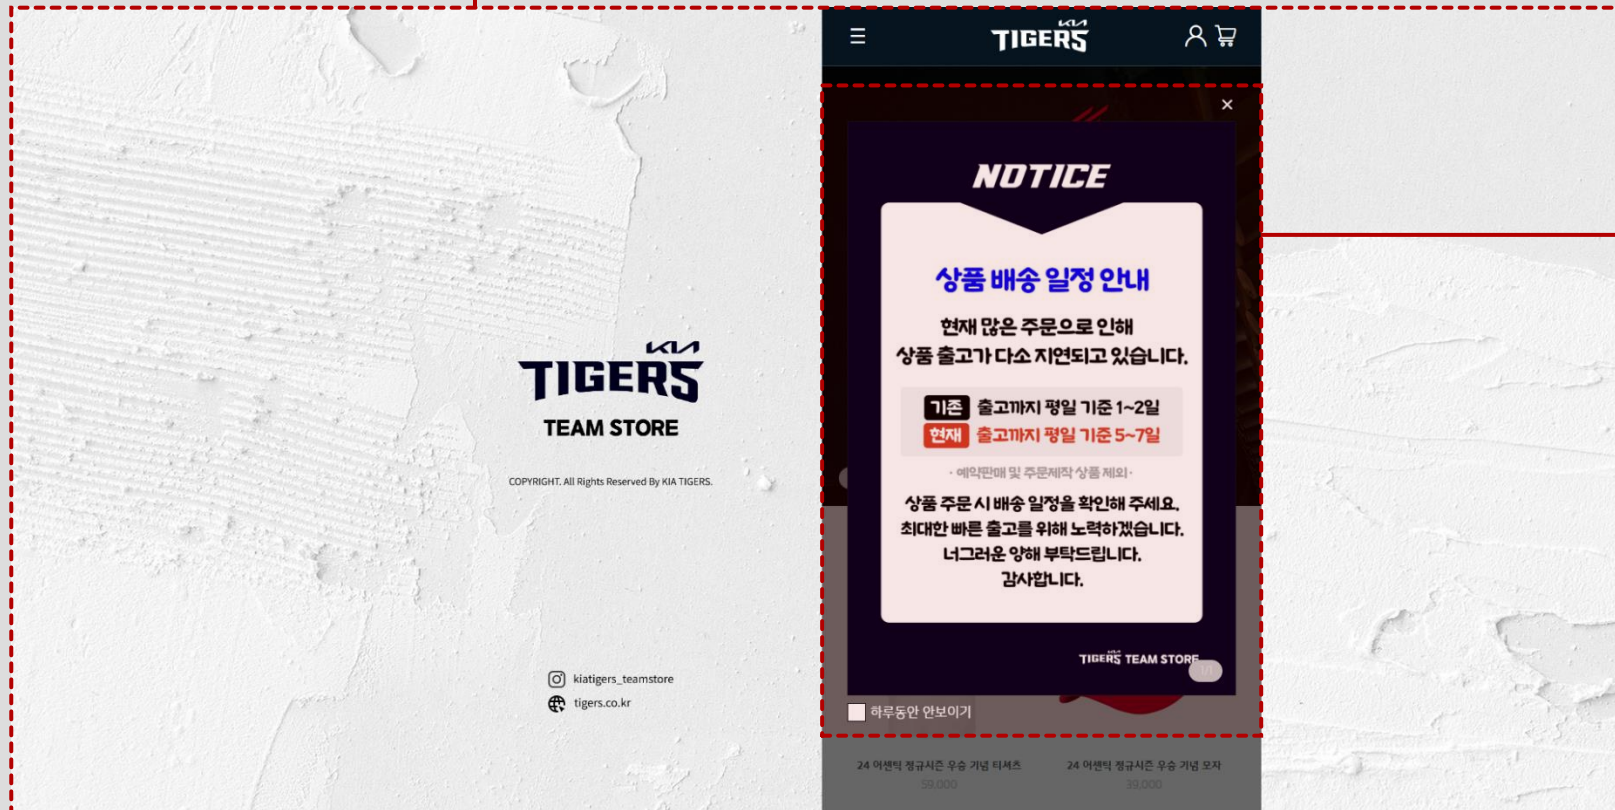 KIA
TIGERS
TEAM STORE
COPYRIGHT. All Rights Reserved By KIA TIGERS.
kiatigers_teamstore
tigers.co.kr
KIA
TIGERS
NOTICE
상품 배송 일정 안내
현재 많은 주문으로 인해
상품 출고가 다소 지연되고 있습니다.
기존 출고까지 평일 기준 1~2일
현재 출고까지 평일 기준 5~7일
· 예약판매 및 주문제작 상품 제외 ·
상품 주문 시 배송 일정을 확인해 주세요.
최대한 빠른 출고를 위해 노력하겠습니다.
너그러운 양해 부탁드립니다.
감사합니다.
TIGERS TEAM STORE
1/1
하루동안 안보이기
24 어센틱 정규시즌 우승 기념 티셔츠
59,000
24 어센틱 정규시즌 우승 기념 모자
39,000